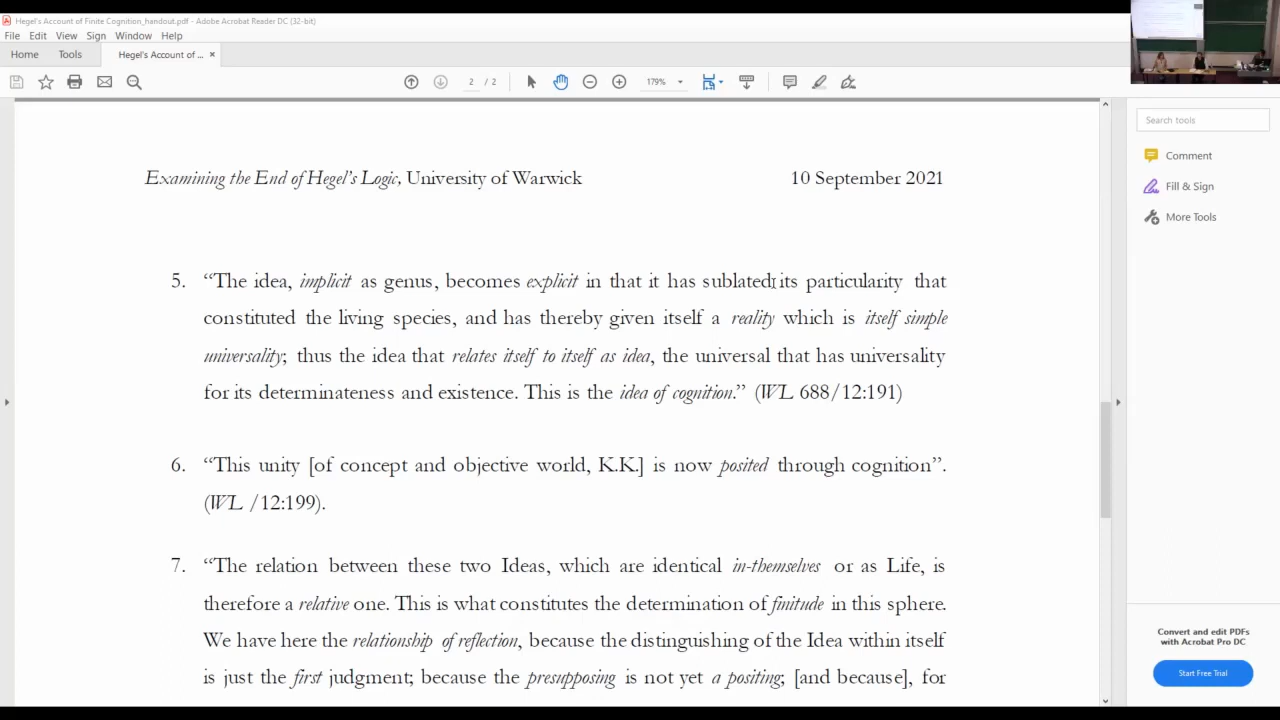 Hegel's Account of Finite Cognition_handout.pdf - Adobe Acrobat Reader DC (32-bit)
File Edit View Sign Window Help
Home Tools Hegel's Account of ... ×
2 / 2 179%
Search tools
Comment
Fill & Sign
More Tools
Examining the End of Hegel's Logic, University of Warwick 10 September 2021
5. “The idea, implicit as genus, becomes explicit in that it has sublated its particularity that
constituted the living species, and has thereby given itself a reality which is itself simple
universality; thus the idea that relates itself to itself as idea, the universal that has universality
for its determinateness and existence. This is the idea of cognition.” (WL 688/12:191)
6. “This unity [of concept and objective world, K.K.] is now posited through cognition”.
(WL /12:199).
7. “The relation between these two Ideas, which are identical in-themselves or as Life, is
therefore a relative one. This is what constitutes the determination of finitude in this sphere.
We have here the relationship of reflection, because the distinguishing of the Idea within itself
is just the first judgment; because the presupposing is not yet a positing; [and because], for
Convert and edit PDFs
with Acrobat Pro DC
Start Free Trial